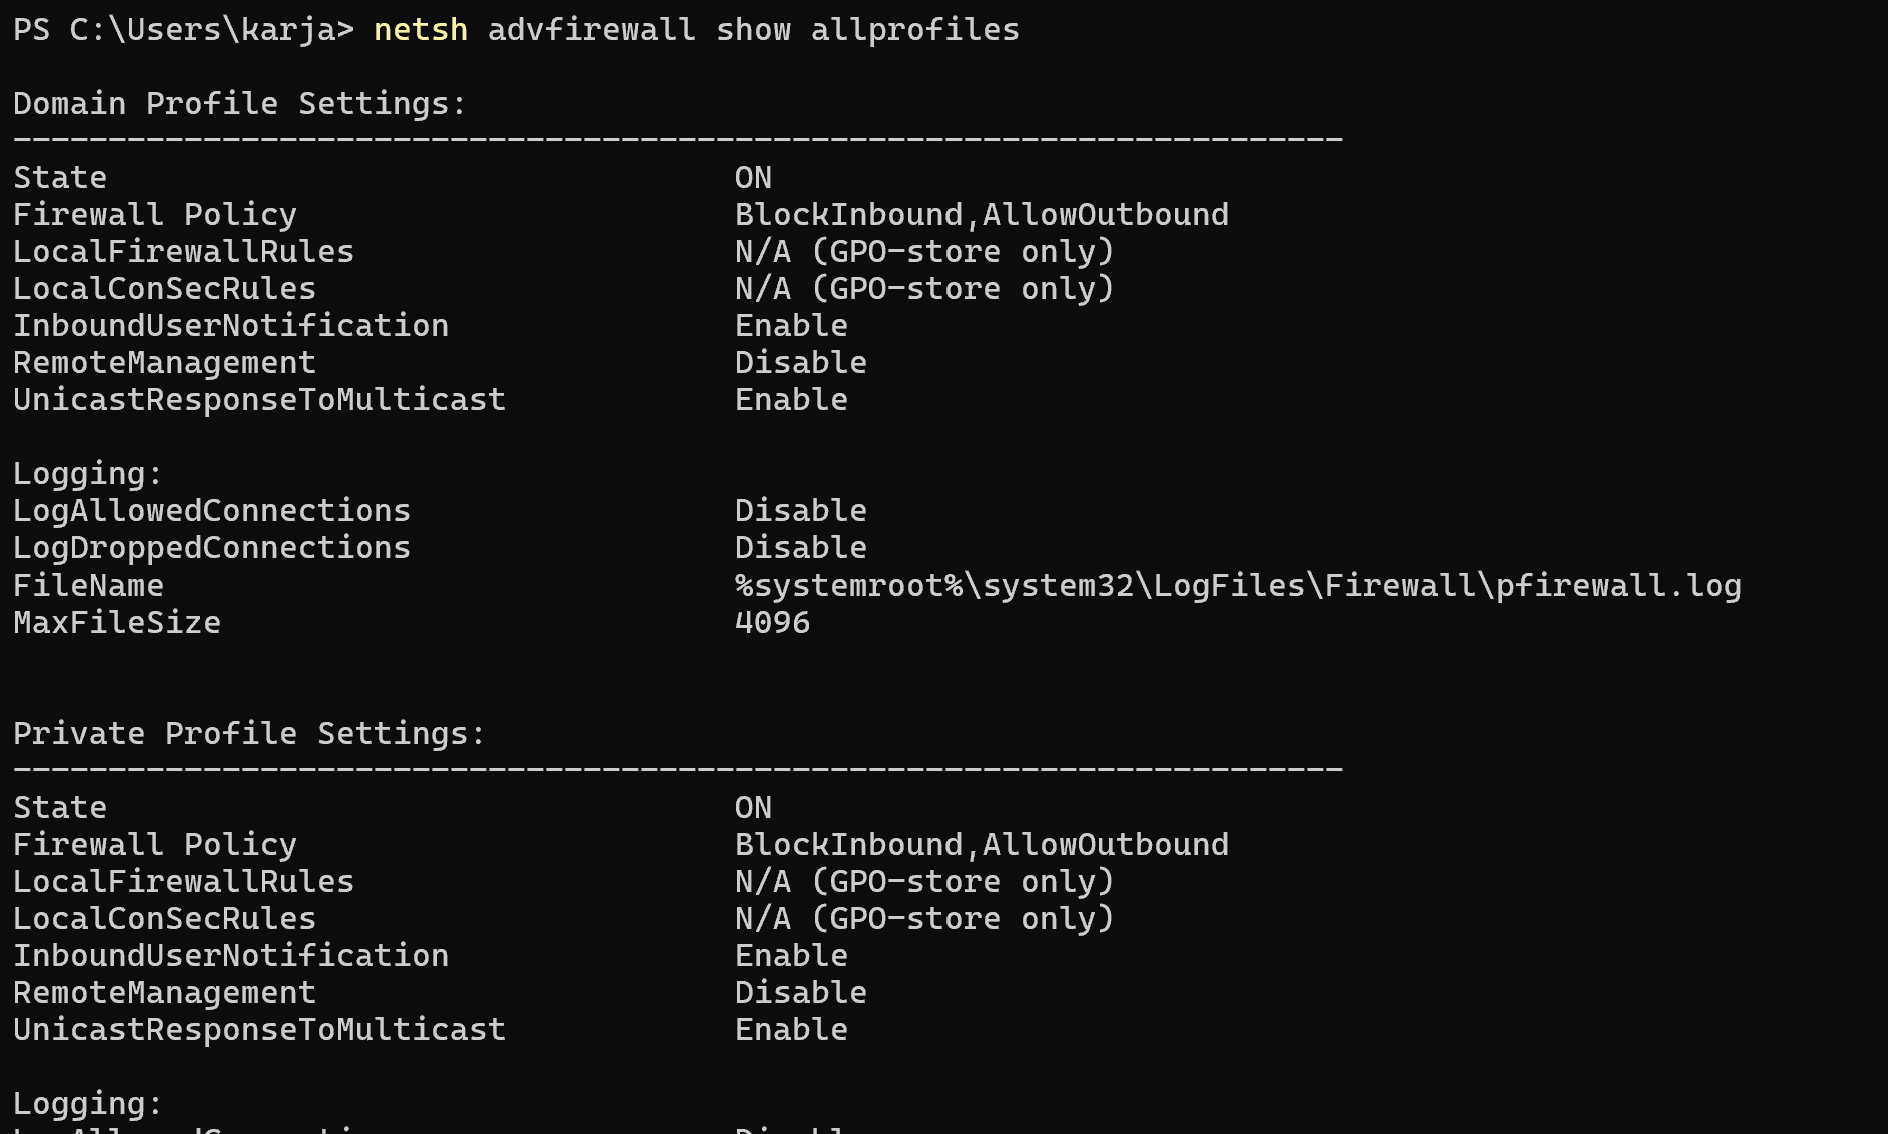 PS C:\Users\karja> netsh advfirewall show allprofiles
Domain Profile Settings:
----------------------------------------------------------------------
State ON
Firewall Policy BlockInbound,AllowOutbound
LocalFirewallRules N/A (GPO-store only)
LocalConSecRules N/A (GPO-store only)
InboundUserNotification Enable
RemoteManagement Disable
UnicastResponseToMulticast Enable
Logging:
LogAllowedConnections Disable
LogDroppedConnections Disable
FileName %systemroot%\system32\LogFiles\Firewall\pfirewall.log
MaxFileSize 4096
Private Profile Settings:
----------------------------------------------------------------------
State ON
Firewall Policy BlockInbound,AllowOutbound
LocalFirewallRules N/A (GPO-store only)
LocalConSecRules N/A (GPO-store only)
InboundUserNotification Enable
RemoteManagement Disable
UnicastResponseToMulticast Enable
Logging: